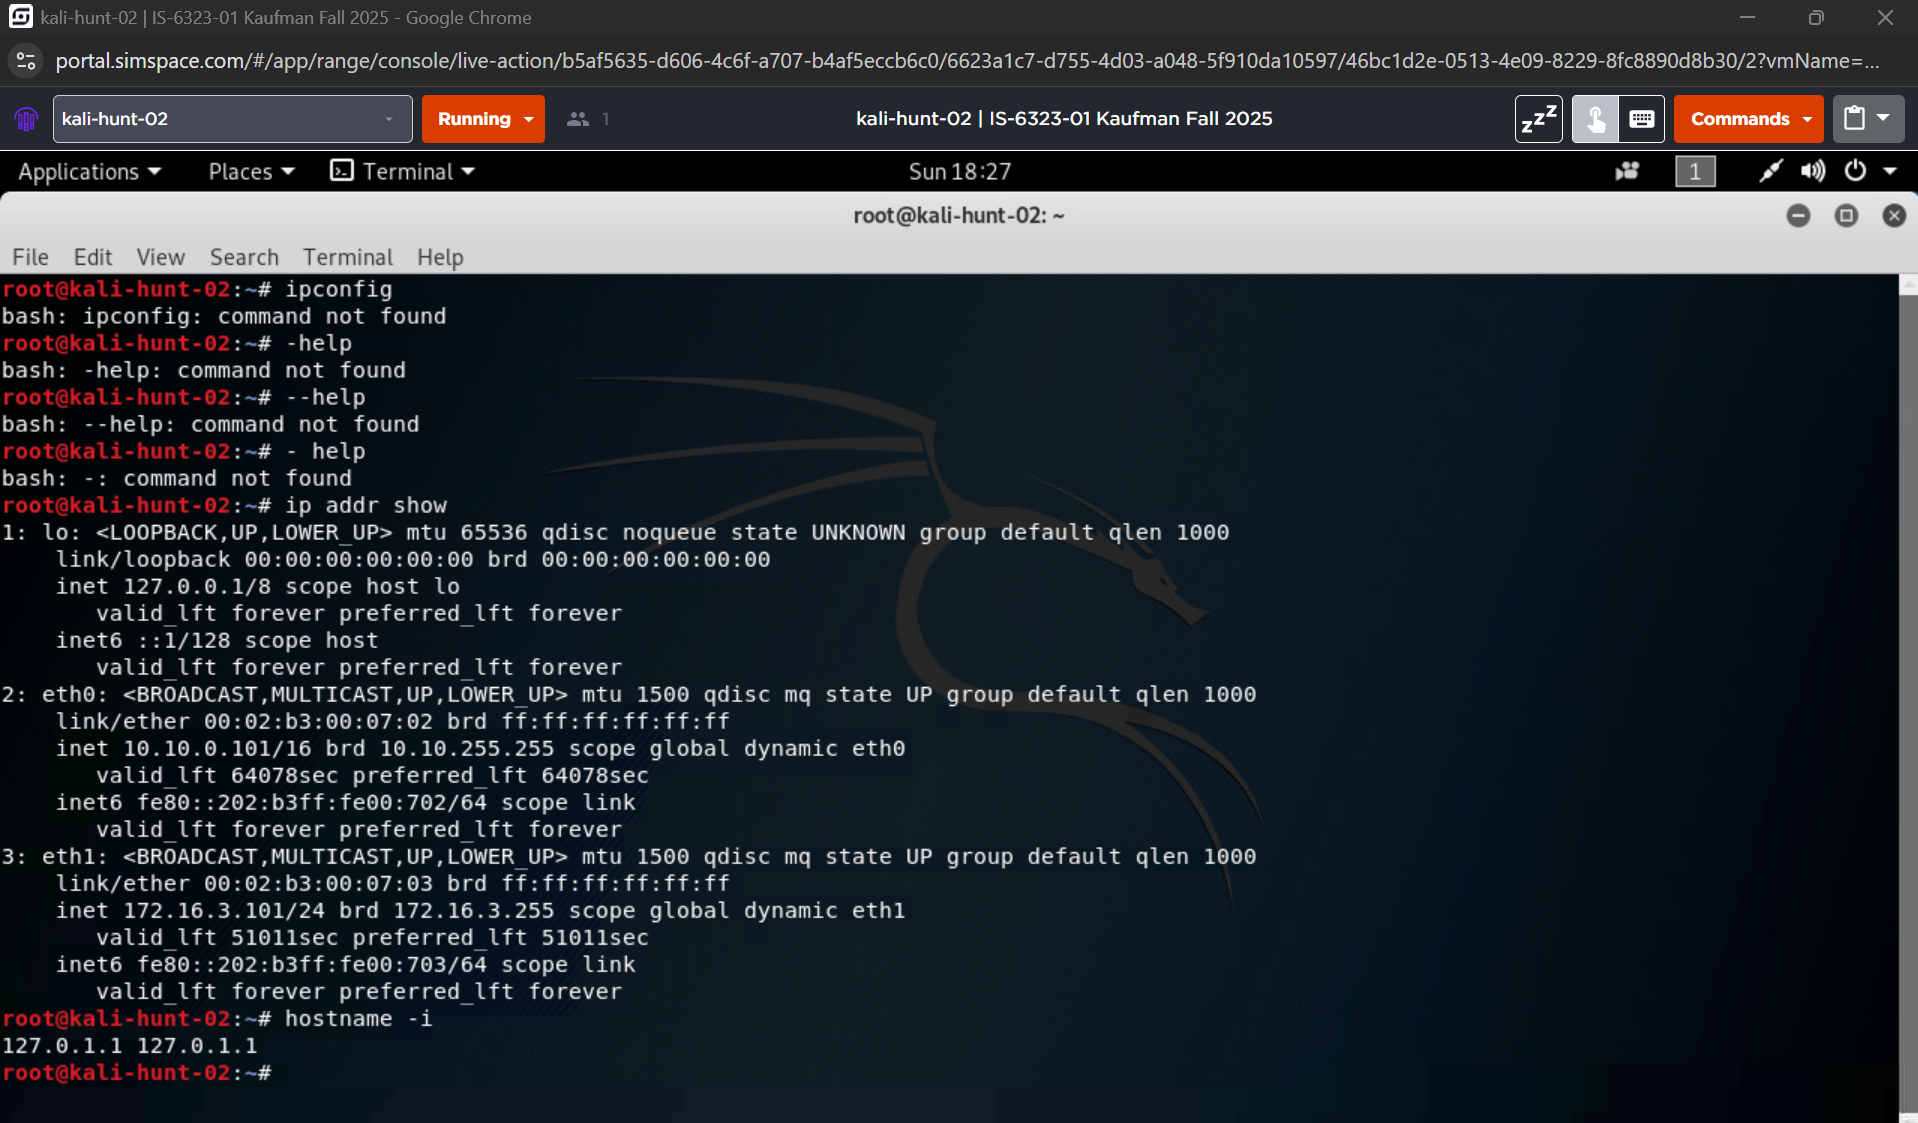 kali-hunt-02 | IS-6323-01 Kaufman Fall 2025 - Google Chrome
portal.simspace.com/#/app/range/console/live-action/b5af5635-d606-4c6f-a707-b4af5eccb6c0/6623a1c7-d755-4d03-a048-5f910da10597/46bc1d2e-0513-4e09-8229-8fc8890d8b30/2?vmName=...
kali-hunt-02 Running 1 kali-hunt-02 | IS-6323-01 Kaufman Fall 2025 zzZ Commands
Applications Places Terminal Sun 18:27 1
root@kali-hunt-02: ~
File Edit View Search Terminal Help
root@kali-hunt-02:~# ipconfig
bash: ipconfig: command not found
root@kali-hunt-02:~# -help
bash: -help: command not found
root@kali-hunt-02:~# --help
bash: --help: command not found
root@kali-hunt-02:~# - help
bash: -: command not found
root@kali-hunt-02:~# ip addr show
1: lo: <LOOPBACK,UP,LOWER_UP> mtu 65536 qdisc noqueue state UNKNOWN group default qlen 1000
    link/loopback 00:00:00:00:00:00 brd 00:00:00:00:00:00
    inet 127.0.0.1/8 scope host lo
       valid_lft forever preferred_lft forever
    inet6 ::1/128 scope host
       valid_lft forever preferred_lft forever
2: eth0: <BROADCAST,MULTICAST,UP,LOWER_UP> mtu 1500 qdisc mq state UP group default qlen 1000
    link/ether 00:02:b3:00:07:02 brd ff:ff:ff:ff:ff:ff
    inet 10.10.0.101/16 brd 10.10.255.255 scope global dynamic eth0
       valid_lft 64078sec preferred_lft 64078sec
    inet6 fe80::202:b3ff:fe00:702/64 scope link
       valid_lft forever preferred_lft forever
3: eth1: <BROADCAST,MULTICAST,UP,LOWER_UP> mtu 1500 qdisc mq state UP group default qlen 1000
    link/ether 00:02:b3:00:07:03 brd ff:ff:ff:ff:ff:ff
    inet 172.16.3.101/24 brd 172.16.3.255 scope global dynamic eth1
       valid_lft 51011sec preferred_lft 51011sec
    inet6 fe80::202:b3ff:fe00:703/64 scope link
       valid_lft forever preferred_lft forever
root@kali-hunt-02:~# hostname -i
127.0.1.1 127.0.1.1
root@kali-hunt-02:~#